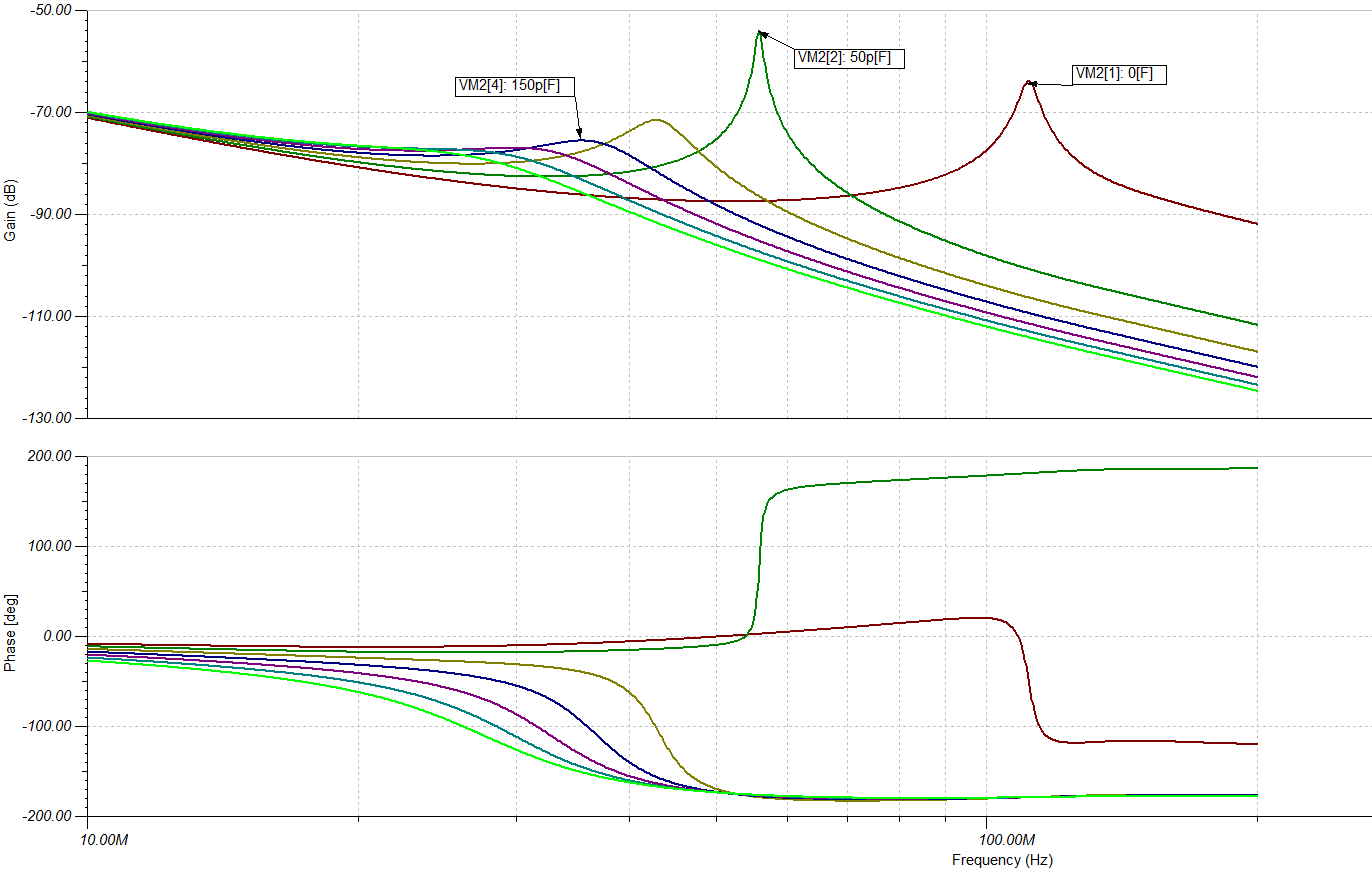 -50.00
VM2[2]: 50p[F]
VM2[1]: 0[F]
VM2[4]: 150p[F]
-70.00
Gain (dB)
-90.00
-110.00
-130.00
200.00
100.00
Phase [deg]
0.00
-100.00
-200.00
10.00M
100.00M
Frequency (Hz)